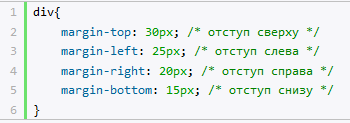 1 div{
2 margin-top: 30px; /* отступ сверху */
3 margin-left: 25px; /* отступ слева */
4 margin-right: 20px; /* отступ справа */
5 margin-bottom: 15px; /* отступ снизу */
6 }